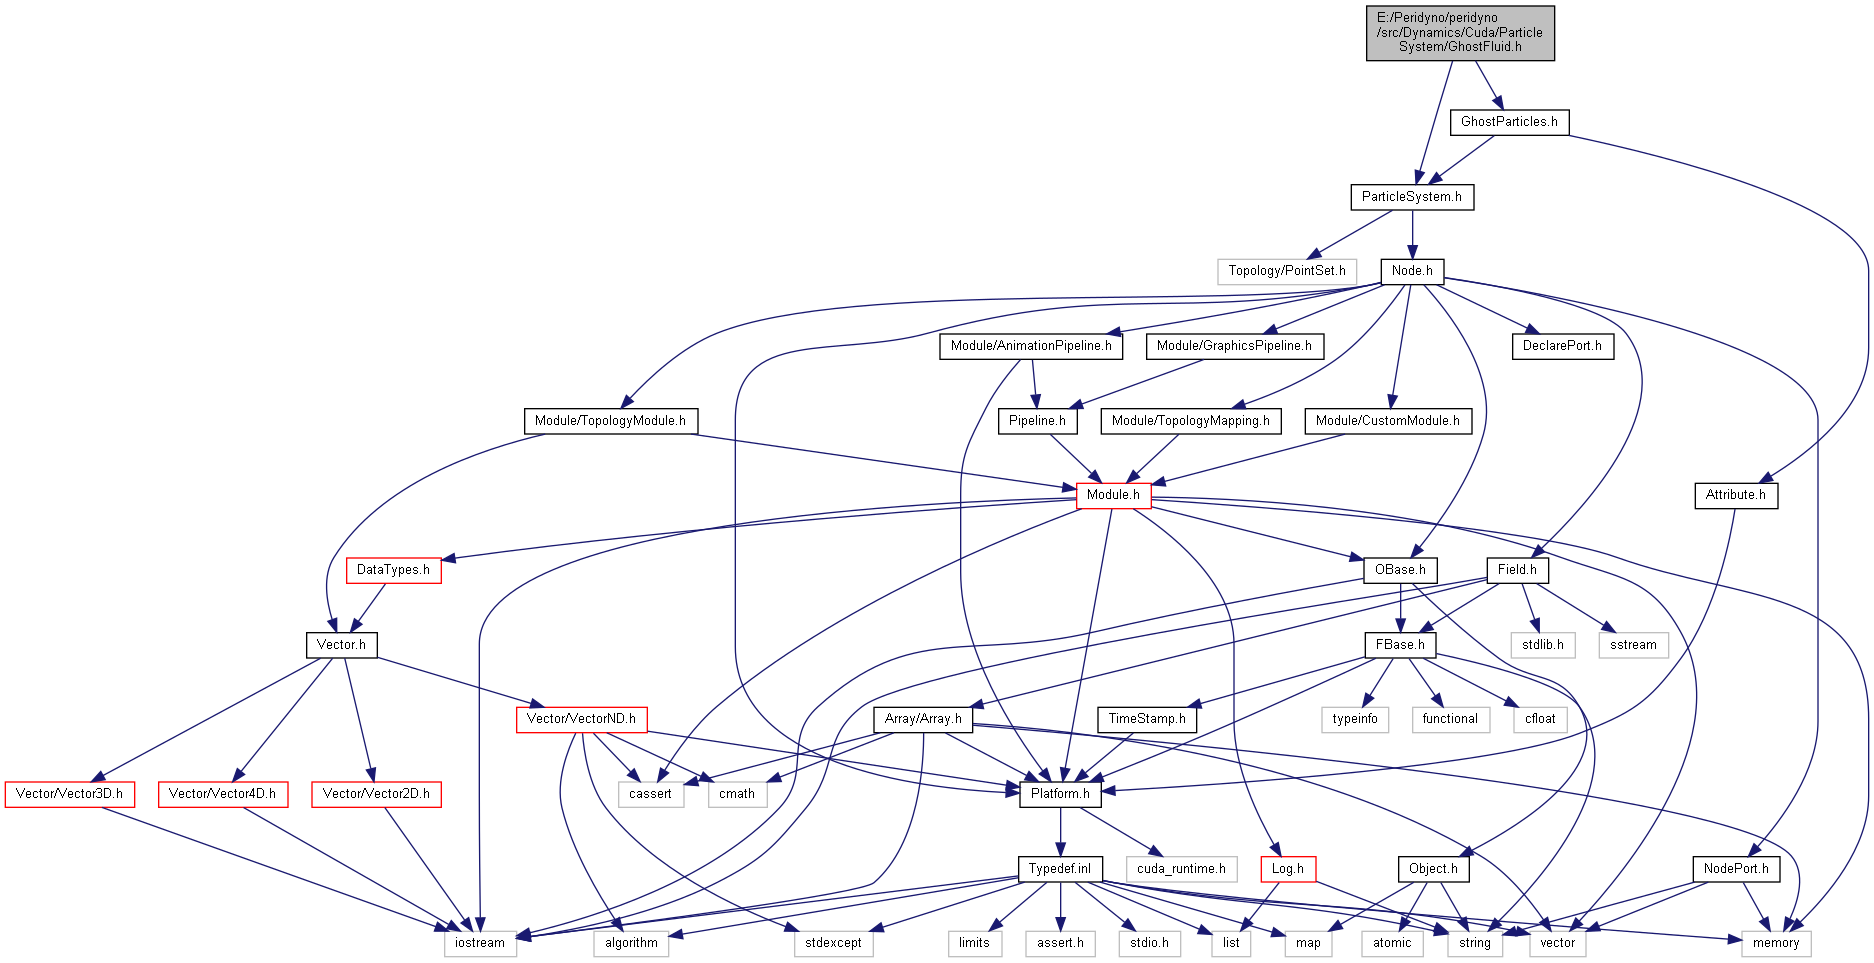 E:/Peridyno/peridyno
/src/Dynamics/Cuda/Particle
System/GhostFluid.h
GhostParticles.h
ParticleSystem.h
Topology/PointSet.h
Node.h
Module/AnimationPipeline.h
Module/GraphicsPipeline.h
DeclarePort.h
Module/TopologyModule.h
Pipeline.h
Module/TopologyMapping.h
Module/CustomModule.h
Module.h
Attribute.h
DataTypes.h
OBase.h
Field.h
Vector.h
FBase.h
stdlib.h
sstream
Vector/VectorND.h
Array/Array.h
TimeStamp.h
typeinfo
functional
cfloat
Vector/Vector3D.h
Vector/Vector4D.h
Vector/Vector2D.h
cassert
cmath
Platform.h
Typedef.inl
cuda_runtime.h
Log.h
Object.h
NodePort.h
iostream
algorithm
stdexcept
limits
assert.h
stdio.h
list
map
atomic
string
vector
memory